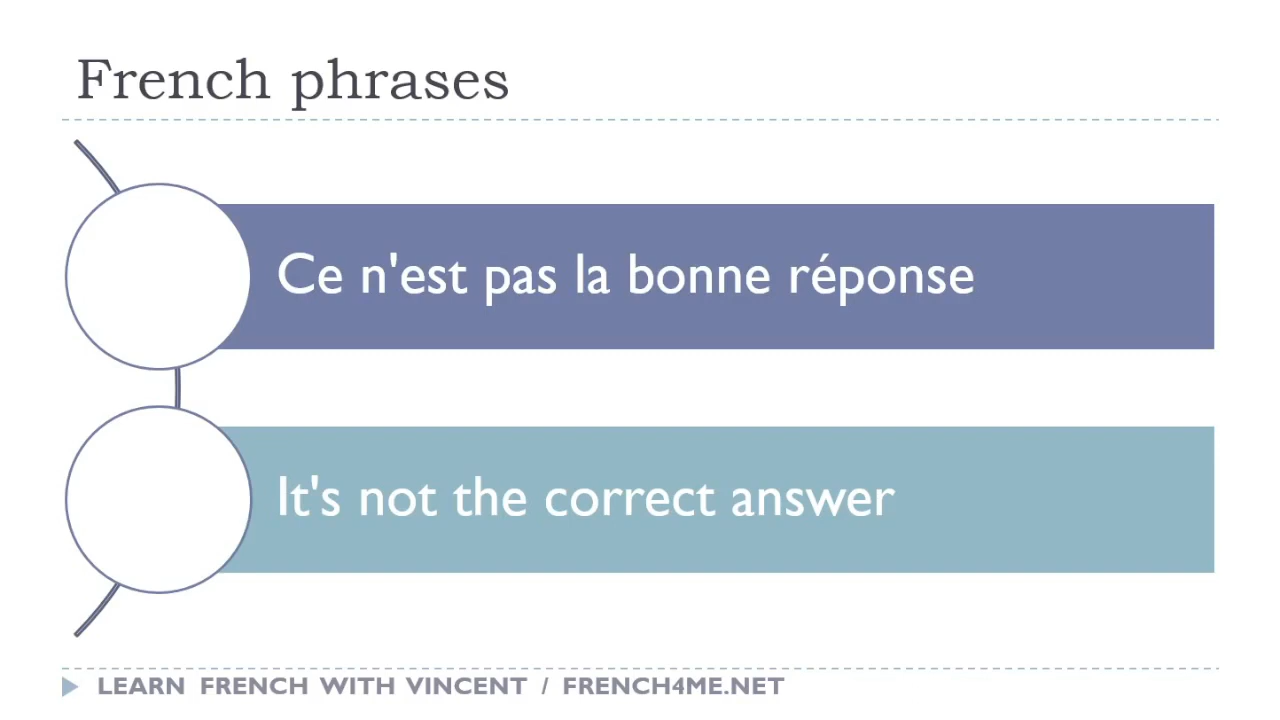 French phrases
Ce n'est pas la bonne réponse
It's not the correct answer
LEARN FRENCH WITH VINCENT / FRENCH4ME.NET